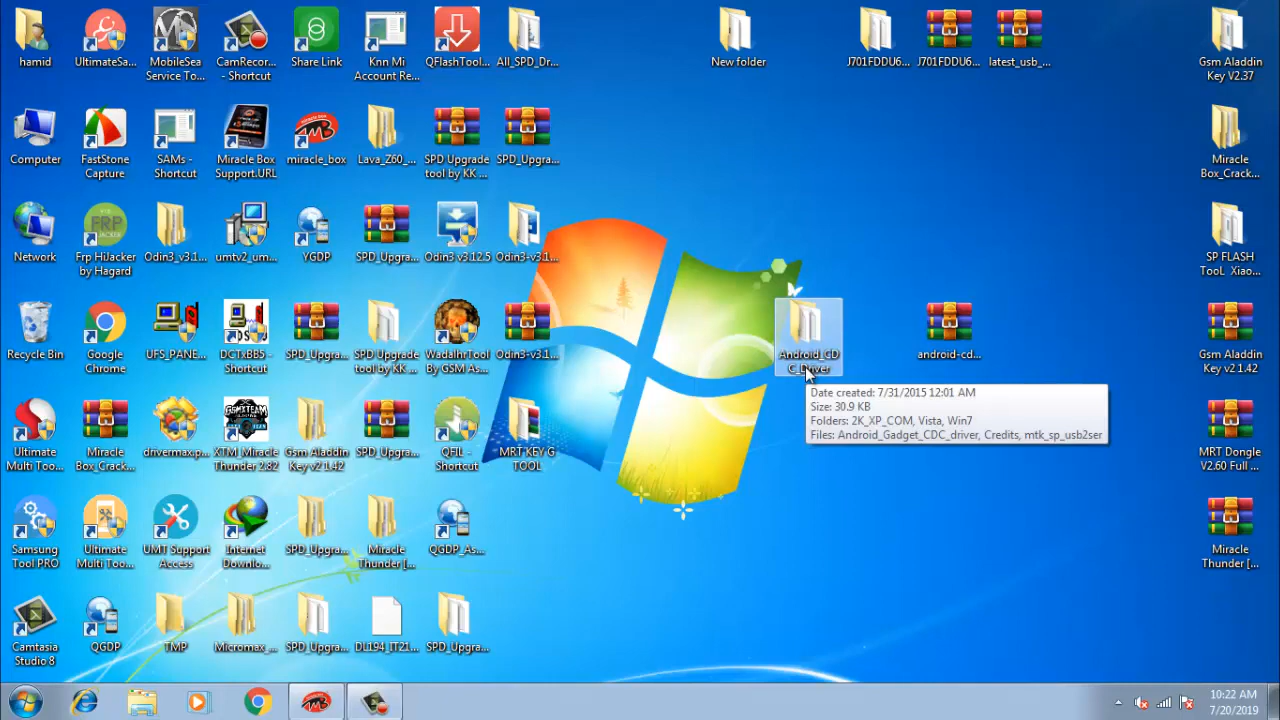 hamid
UltimateSa...
MobileSea
Service To...
CamRecor...
- Shortcut
Share Link
Knn Mi
Account Re...
QFlashTool...
All_SPD_Dr...
New folder
J701FDDU6...
J701FDDU6...
latest_usb_...
Gsm Aladdin
Key V2.37
Computer
FastStone
Capture
SAMs -
Shortcut
Miracle Box
Support.URL
miracle_box
Lava_Z60_...
SPD Upgrade
tool by KK ...
SPD_Upgra...
Miracle
Box_Crack...
Network
Frp HiJacker
by Hagard
Odin3_v3.1...
umtv2_um...
YGDP
SPD_Upgra...
Odin3 v3.12.5
Odin3-v3.1...
SP FLASH
TooL Xiao...
Recycle Bin
Google
Chrome
UFS_PANE...
DCTxBB5 -
Shortcut
SPD_Upgra...
SPD Upgrade
tool by KK ...
WadalhrTool
By GSM As...
Odin3-v3.1...
Android_CD
C_Driver
android-cd...
Gsm Aladdin
Key v2 1.42
Date created: 7/31/2015 12:01 AM
Size: 30.9 KB
Folders: 2K_XP_COM, Vista, Win7
Files: Android_Gadget_CDC_driver, Credits, mtk_sp_usb2ser
Ultimate
Multi Too...
Miracle
Box_Crack...
drivermax.p...
XTM_Miracle
Thunder 2.82
Gsm Aladdin
Key v2 1.42
SPD_Upgra...
QFIL -
Shortcut
MRT KEY G
TOOL
MRT Dongle
V2.60 Full ...
Samsung
Tool PRO
Ultimate
Multi Too...
UMT Support
Access
Internet
Downlo...
SPD_Upgra...
Miracle
Thunder [...
QGDP_As...
Miracle
Thunder [...
Camtasia
Studio 8
QGDP
TMP
Micromax_...
SPD_Upgra...
DL194_IT21...
SPD_Upgra...
10:22 AM
7/20/2019